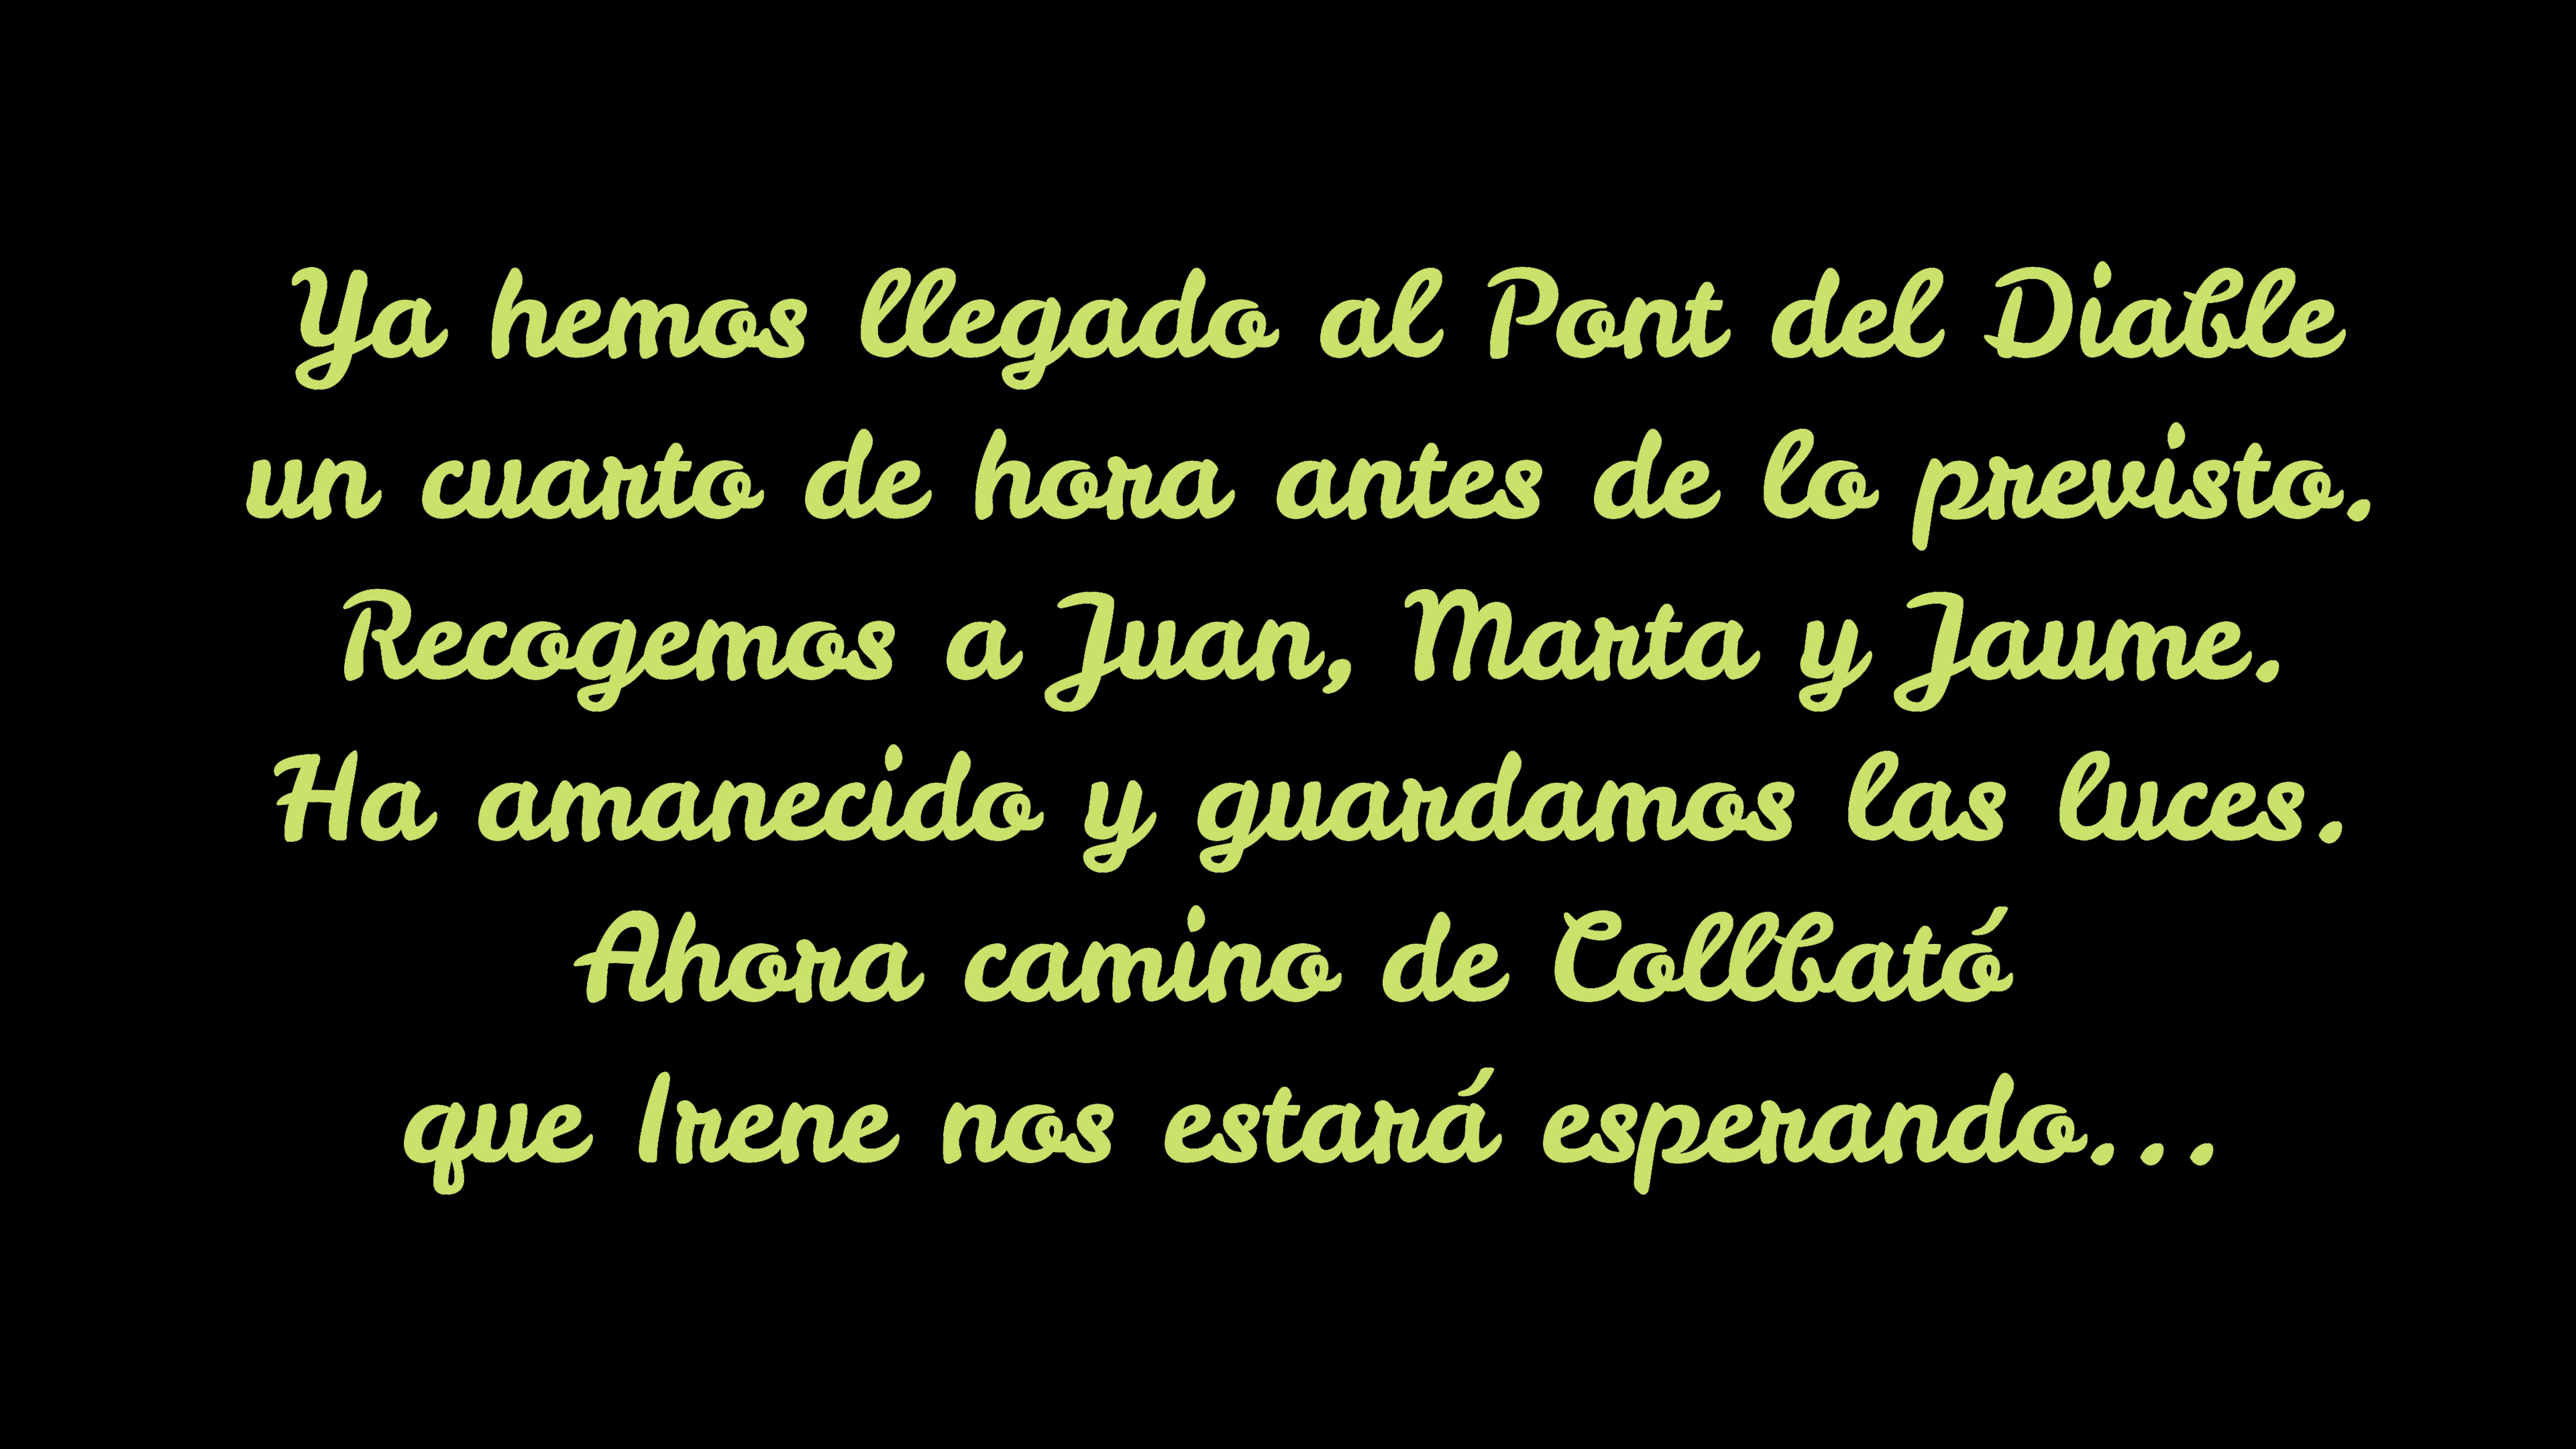 Ya hemos llegado al Pont del Diable
un cuarto de hora antes de lo previsto.
Recogemos a Juan, Marta y Jaume.
Ha amanecido y guardamos las luces.
Ahora camino de Collbató
que Irene nos estará esperando...